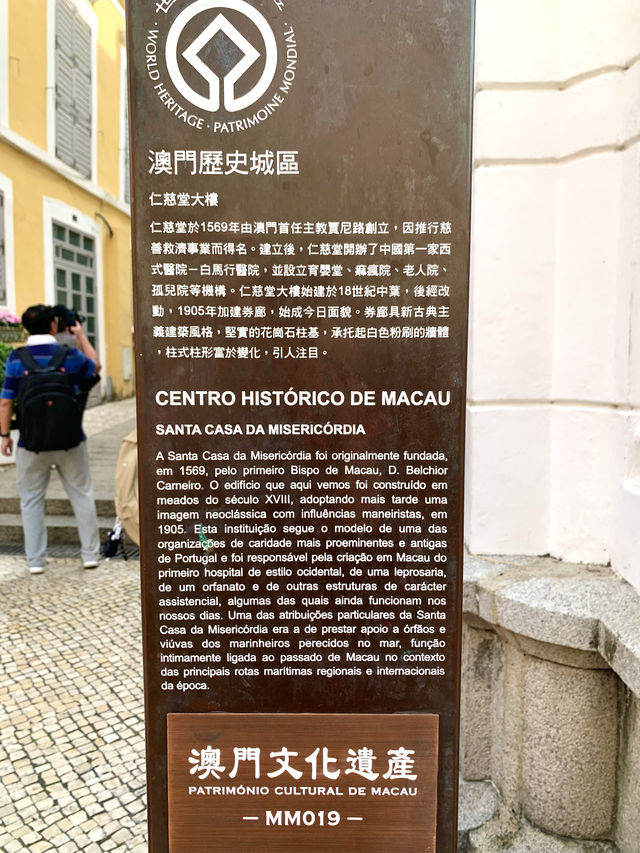 WORLD HERITAGE · PATRIMOINE MONDIAL ·
澳門歷史城區
仁慈堂大樓
仁慈堂於1569年由澳門首任主教賈尼路創立，因推行慈
善救濟事業而得名。建立後，仁慈堂開辦了中國第一家西
式醫院－白馬行醫院，並設立育嬰堂、痲瘋院、老人院、
孤兒院等機構。仁慈堂大樓始建於18世紀中葉，後經改
動，1905年加建券廊，始成今日面貌。券廊具新古典主
義建築風格，堅實的花崗石柱基，承托起白色粉刷的牆體
，柱式柱形富於變化，引人注目。
CENTRO HISTÓRICO DE MACAU
SANTA CASA DA MISERICÓRDIA
A Santa Casa da Misericórdia foi originalmente fundada,
em 1569, pelo primeiro Bispo de Macau, D. Belchior
Carneiro. O edifício que aqui vemos foi construído em
meados do século XVIII, adoptando mais tarde uma
imagem neoclássica com influências maneiristas, em
1905. Esta instituição segue o modelo de uma das
organizações de caridade mais proeminentes e antigas
de Portugal e foi responsável pela criação em Macau do
primeiro hospital de estilo ocidental, de uma leprosaria,
de um orfanato e de outras estruturas de carácter
assistencial, algumas das quais ainda funcionam nos
nossos dias. Uma das atribuições particulares da Santa
Casa da Misericórdia era a de prestar apoio a órfãos e
viúvas dos marinheiros perecidos no mar, função
intimamente ligada ao passado de Macau no contexto
das principais rotas marítimas regionais e internacionais
da época.
澳門文化遺產
PATRIMÓNIO CULTURAL DE MACAU
— MM019 —